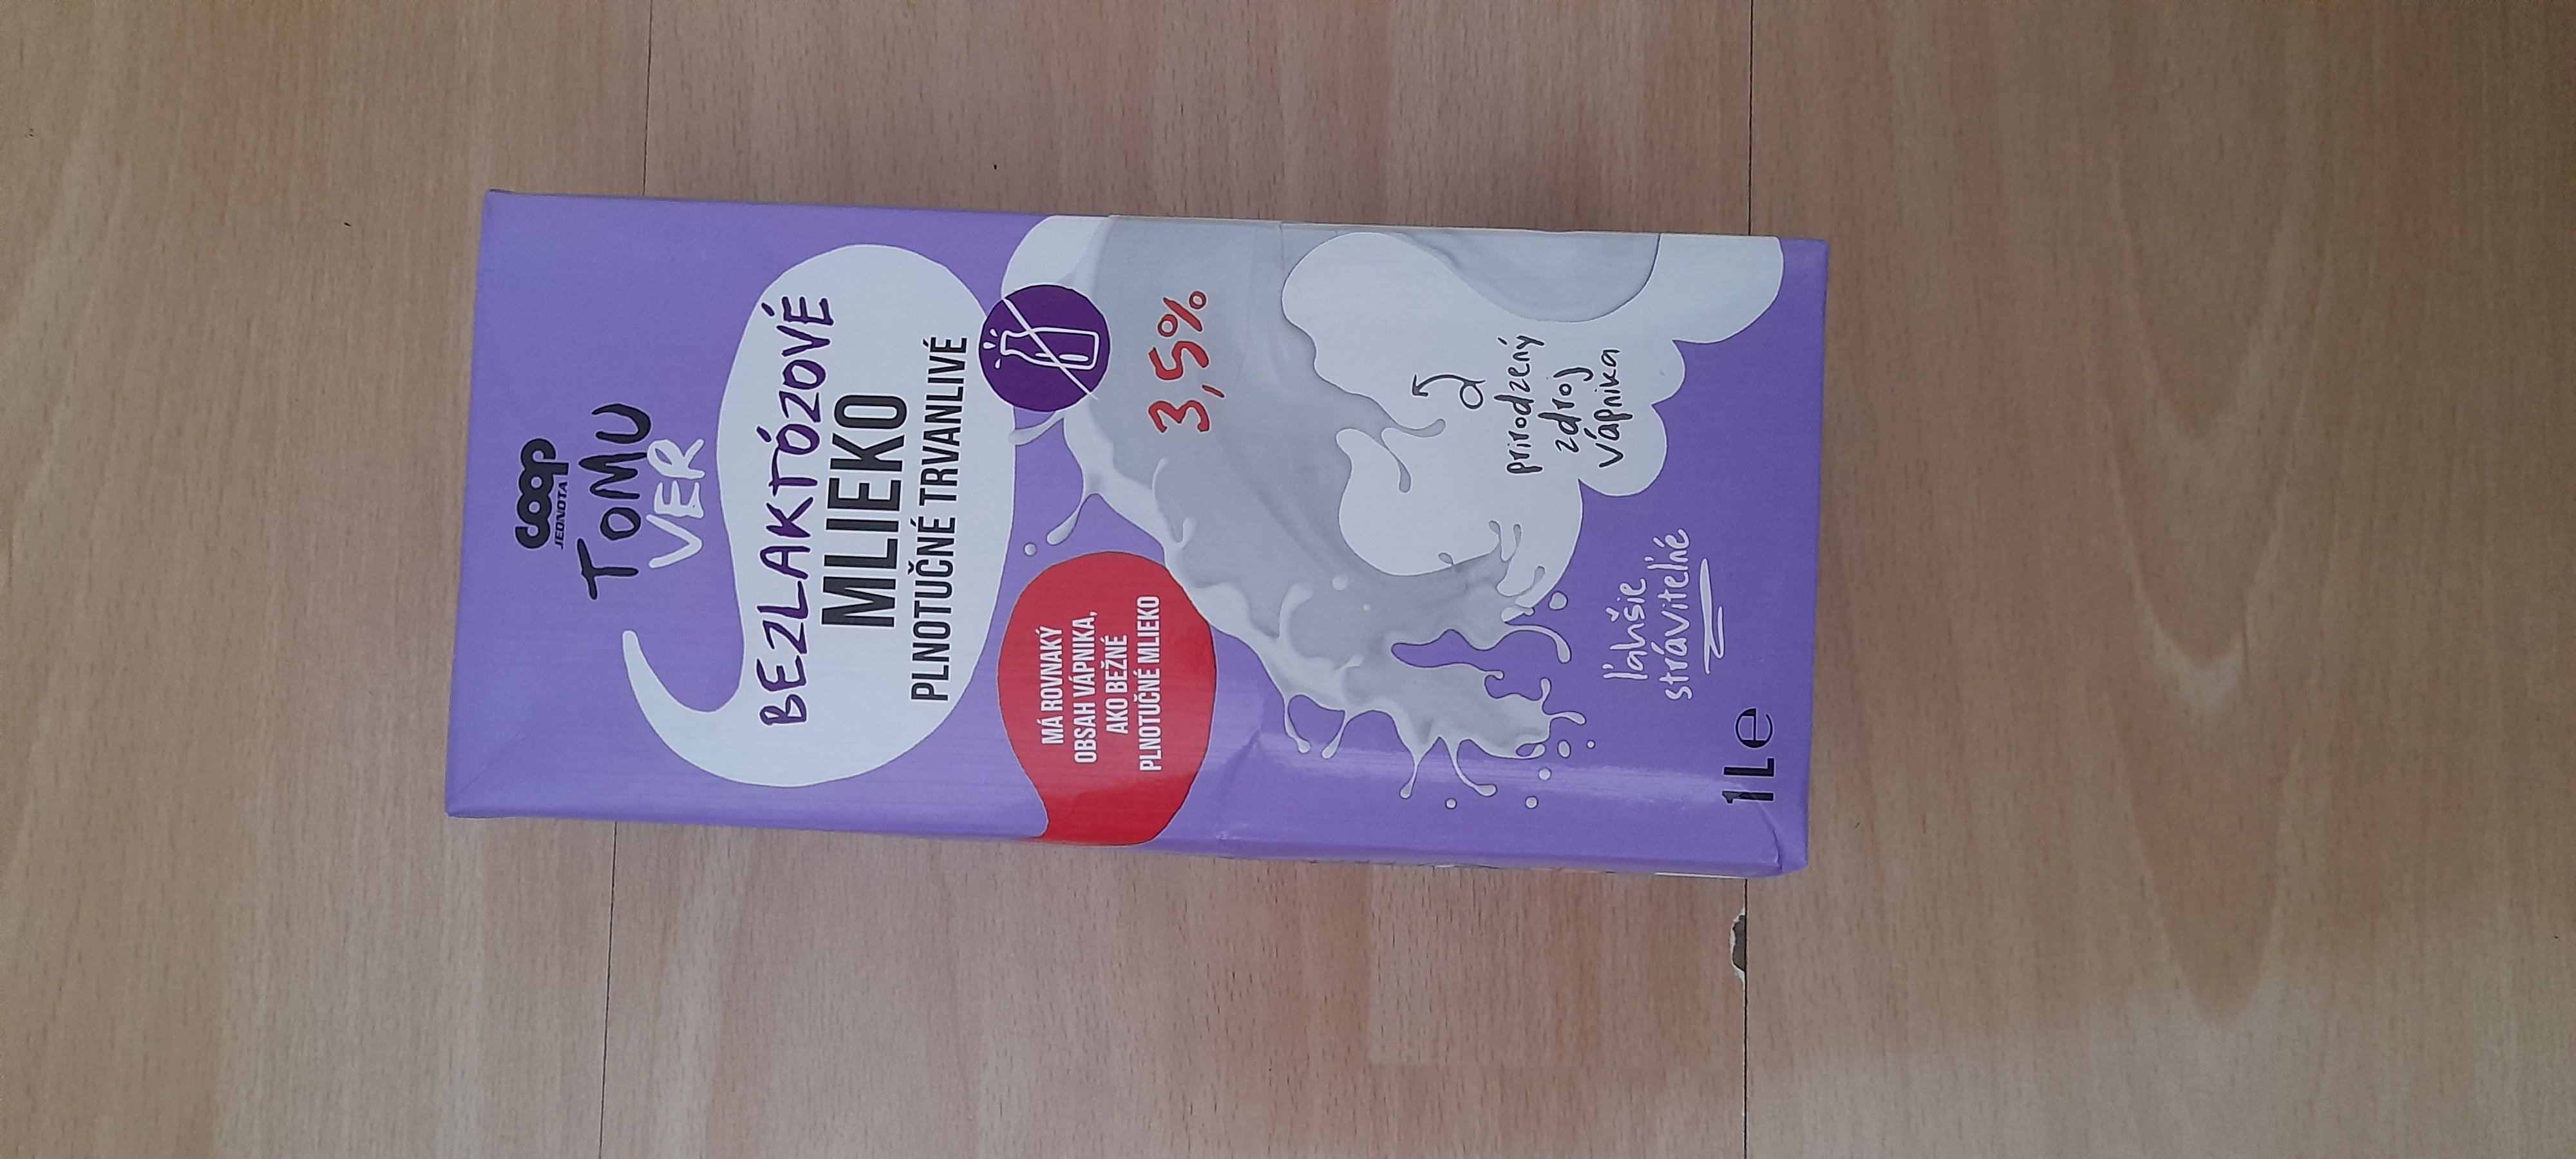 coop
JEDNOTA
TOMU
VER
BEZLAKTÓZOVÉ
MLIEKO
PLNOTUČNÉ TRVANLIVÉ
3,5%
MÁ ROVNAKÝ
OBSAH VÁPNIKA,
AKO BEŽNÉ
PLNOTUČNÉ MLIEKO
prirodzený
zdroj
vápnika
ľahšie
stráviteľné
1 L e